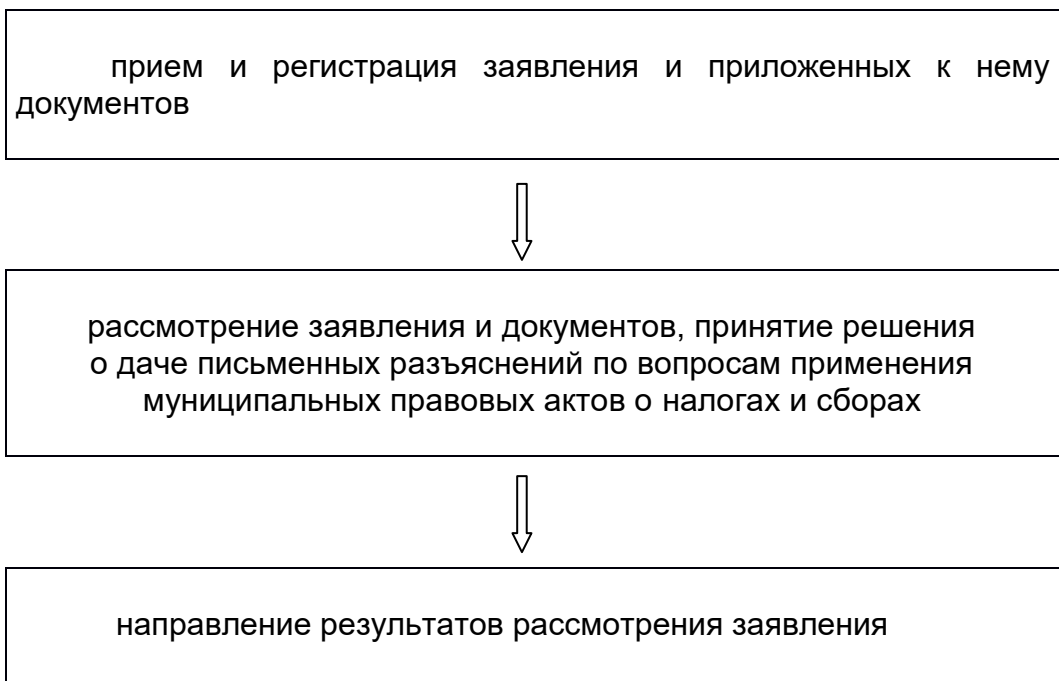 прием и регистрация заявления и приложенных к нему
документов
рассмотрение заявления и документов, принятие решения
о даче письменных разъяснений по вопросам применения
муниципальных правовых актов о налогах и сборах
направление результатов рассмотрения заявления